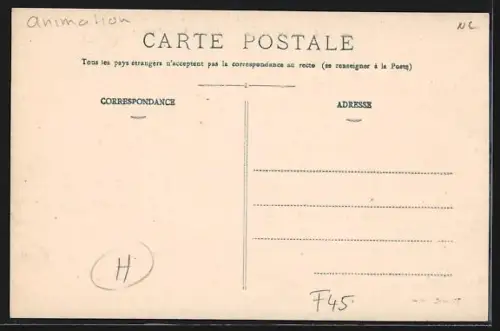 animation
NC
CARTE POSTALE
Tous les pays étrangers n'acceptent pas la correspondance au recto (se renseigner à la Poste)
CORRESPONDANCE
ADRESSE
H
F45